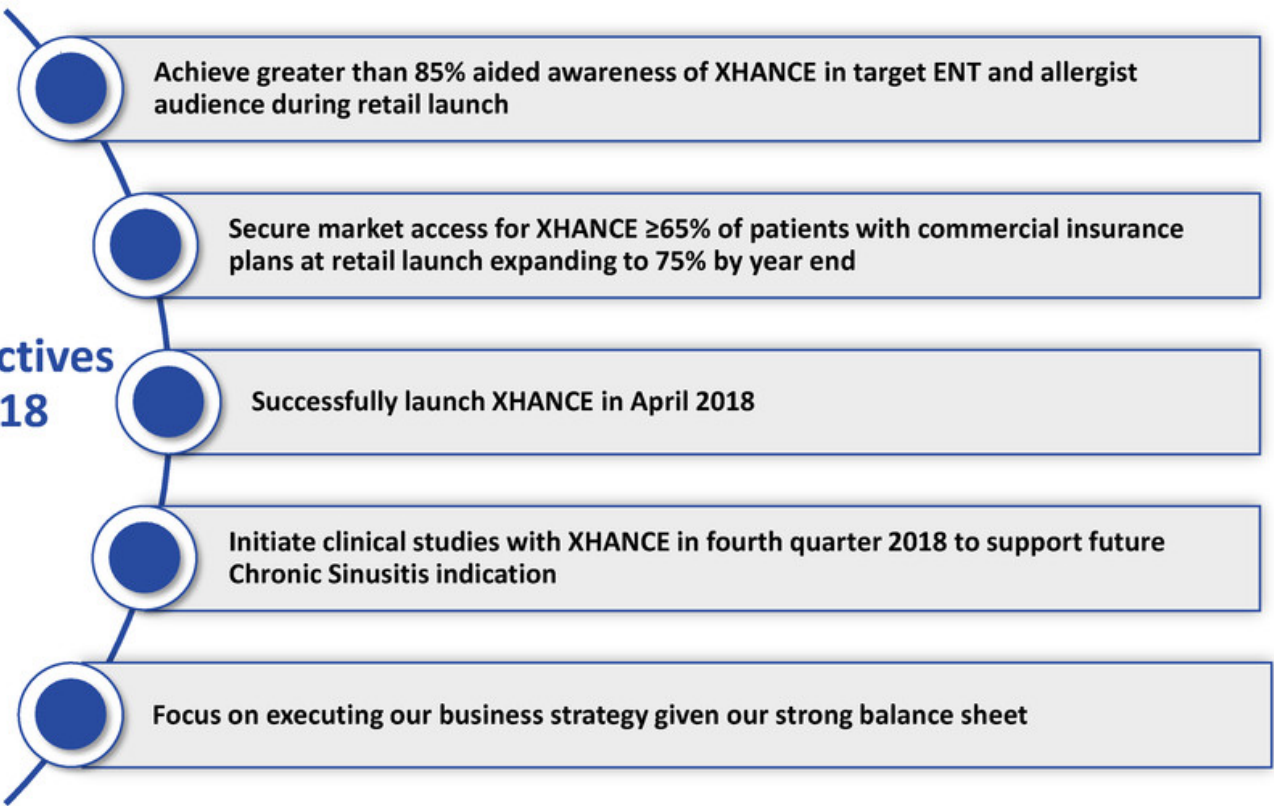 Achieve greater than 85% aided awareness of XHANCE in target ENT and allergist
audience during retail launch
Secure market access for XHANCE ≥65% of patients with commercial insurance
plans at retail launch expanding to 75% by year end
ctives
18
Successfully launch XHANCE in April 2018
Initiate clinical studies with XHANCE in fourth quarter 2018 to support future
Chronic Sinusitis indication
Focus on executing our business strategy given our strong balance sheet